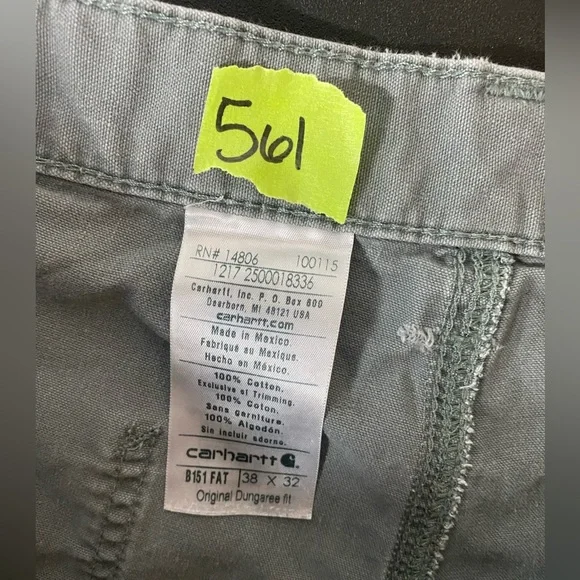 561
RN# 14806 100115
1217 2500018336
Carhartt, Inc. P. O. Box 600
Dearborn, MI 48121 USA
carhartt.com
Made in Mexico.
Fabriqué au Mexique.
Hecho en México.
100% Cotton.
Exclusive of Trimming.
100% Coton.
Sans garniture.
100% Algodón.
Sin incluir adorno.
carhartt
B151 FAT 38 X 32
Original Dungaree fit